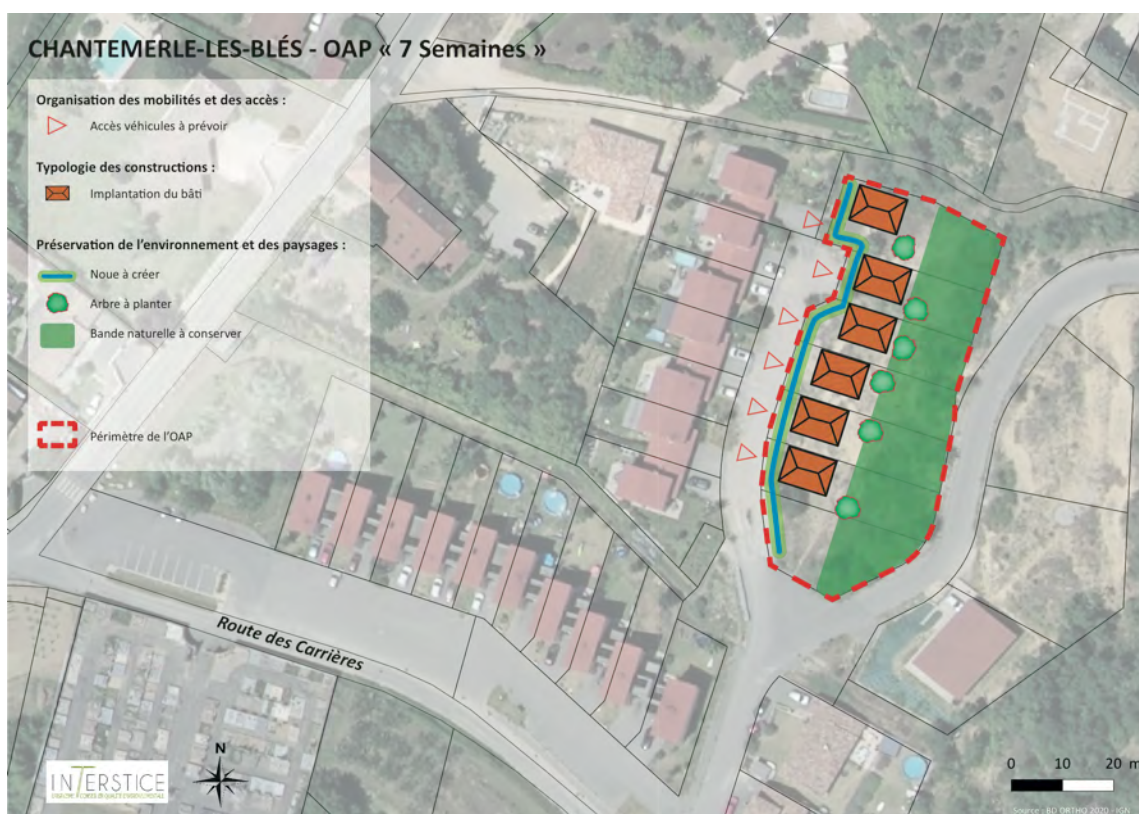 CHANTEMERLE-LES-BLÉS - OAP « 7 Semaines »
Organisation des mobilités et des accès :
Accès véhicules à prévoir
Typologie des constructions :
Implantation du bâti
Préservation de l'environnement et des paysages :
Noue à créer
Arbre à planter
Bande naturelle à conserver
Périmètre de l'OAP
Route des Carrières
N
INTERSTICE
0 10 20 m
Source : BD ORTHO 2020 - IGN